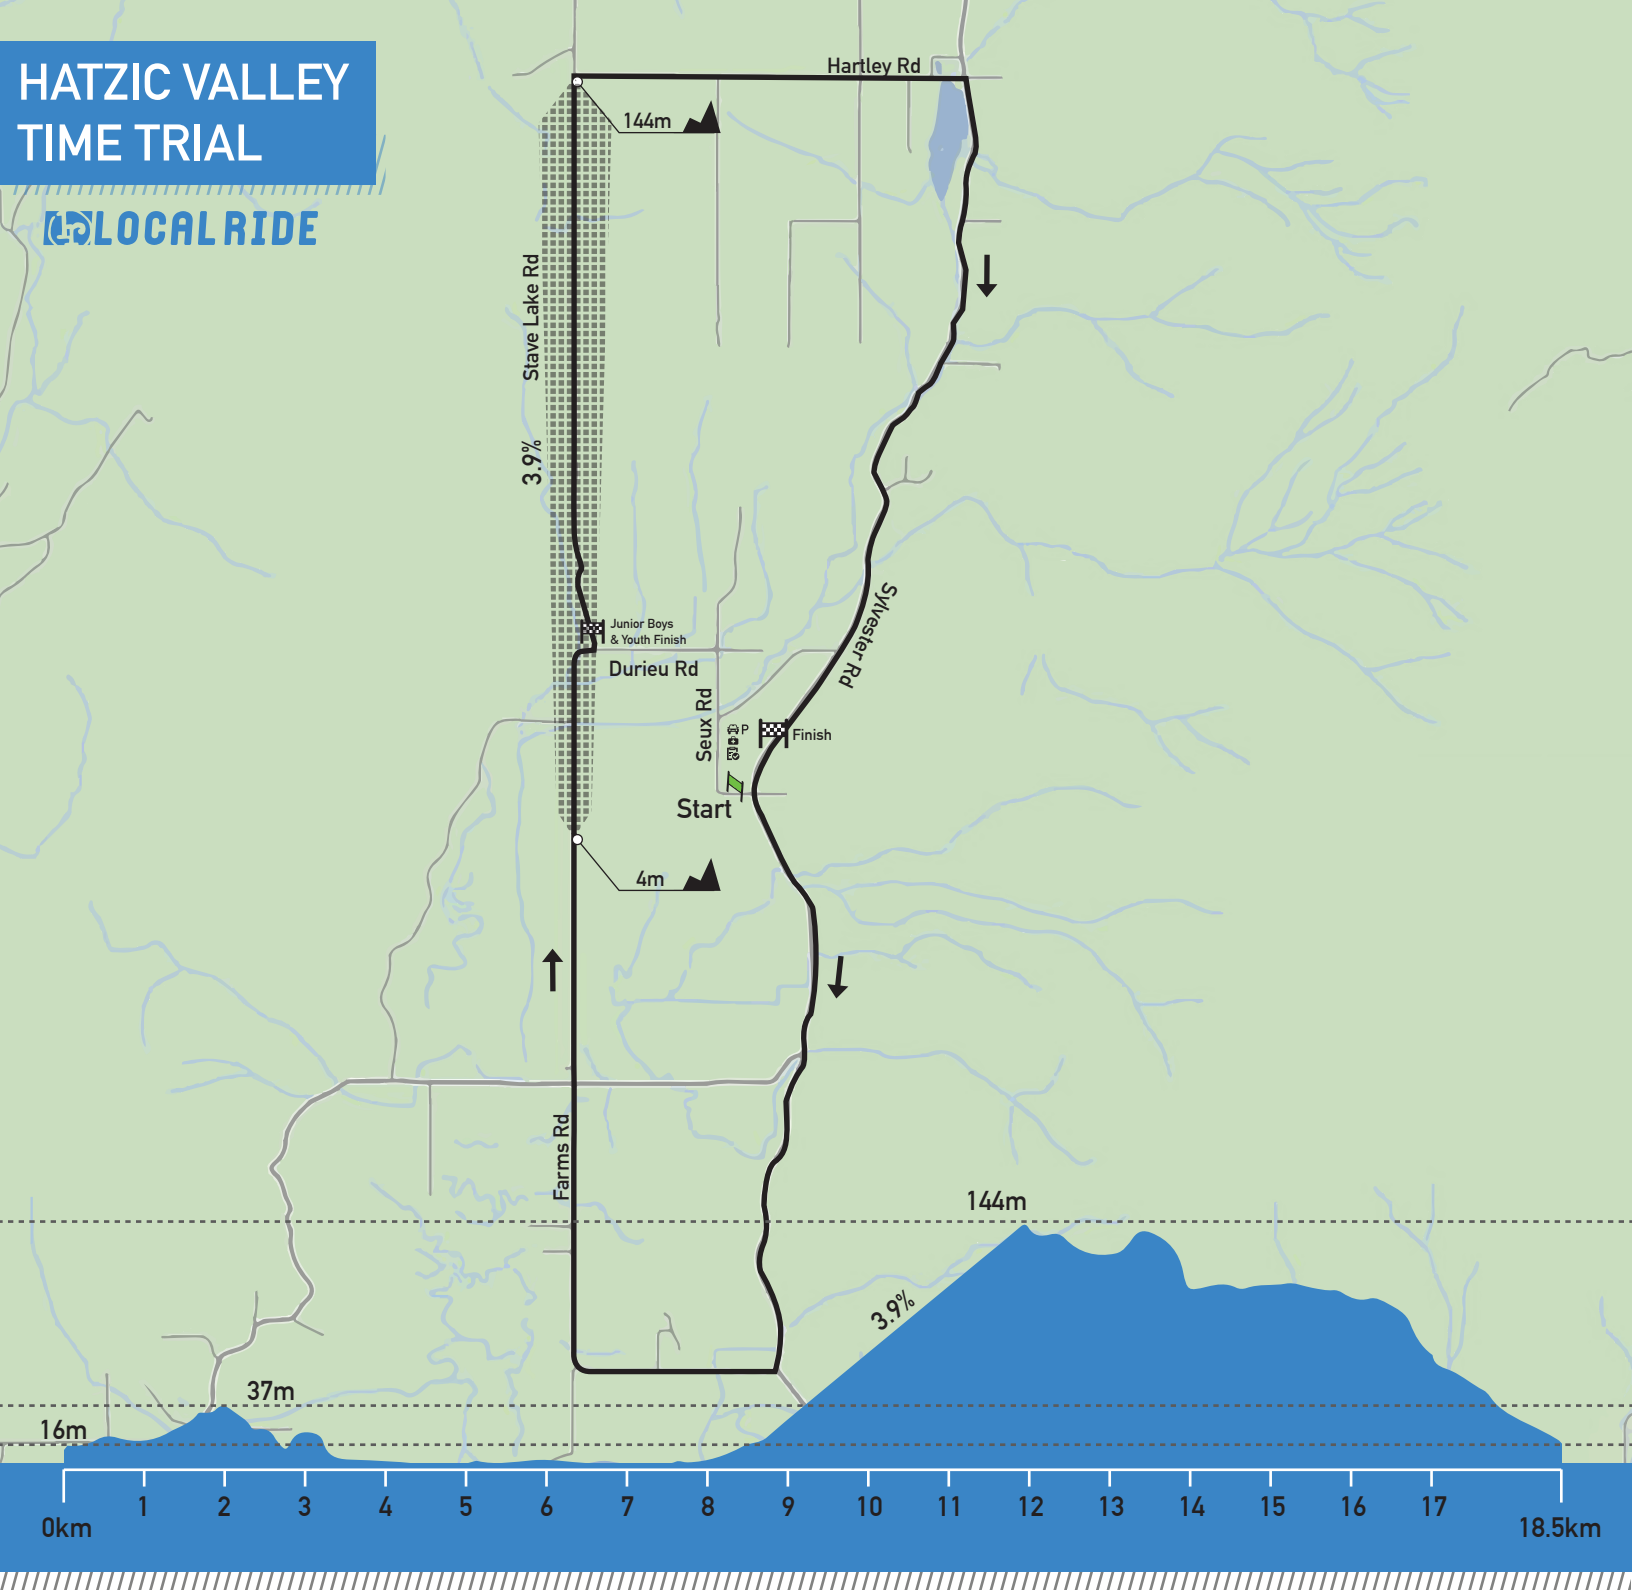 HATZIC VALLEY
TIME TRIAL
LOCALRIDE
Hartley Rd
144m
Stave Lake Rd
3.9%
Junior Boys
& Youth Finish
Durieu Rd
Sylvester Rd
Seux Rd
P
Finish
Start
4m
Farms Rd
144m
3.9%
37m
16m
1 2 3 4 5 6 7 8 9 10 11 12 13 14 15 16 17
0km 18.5km